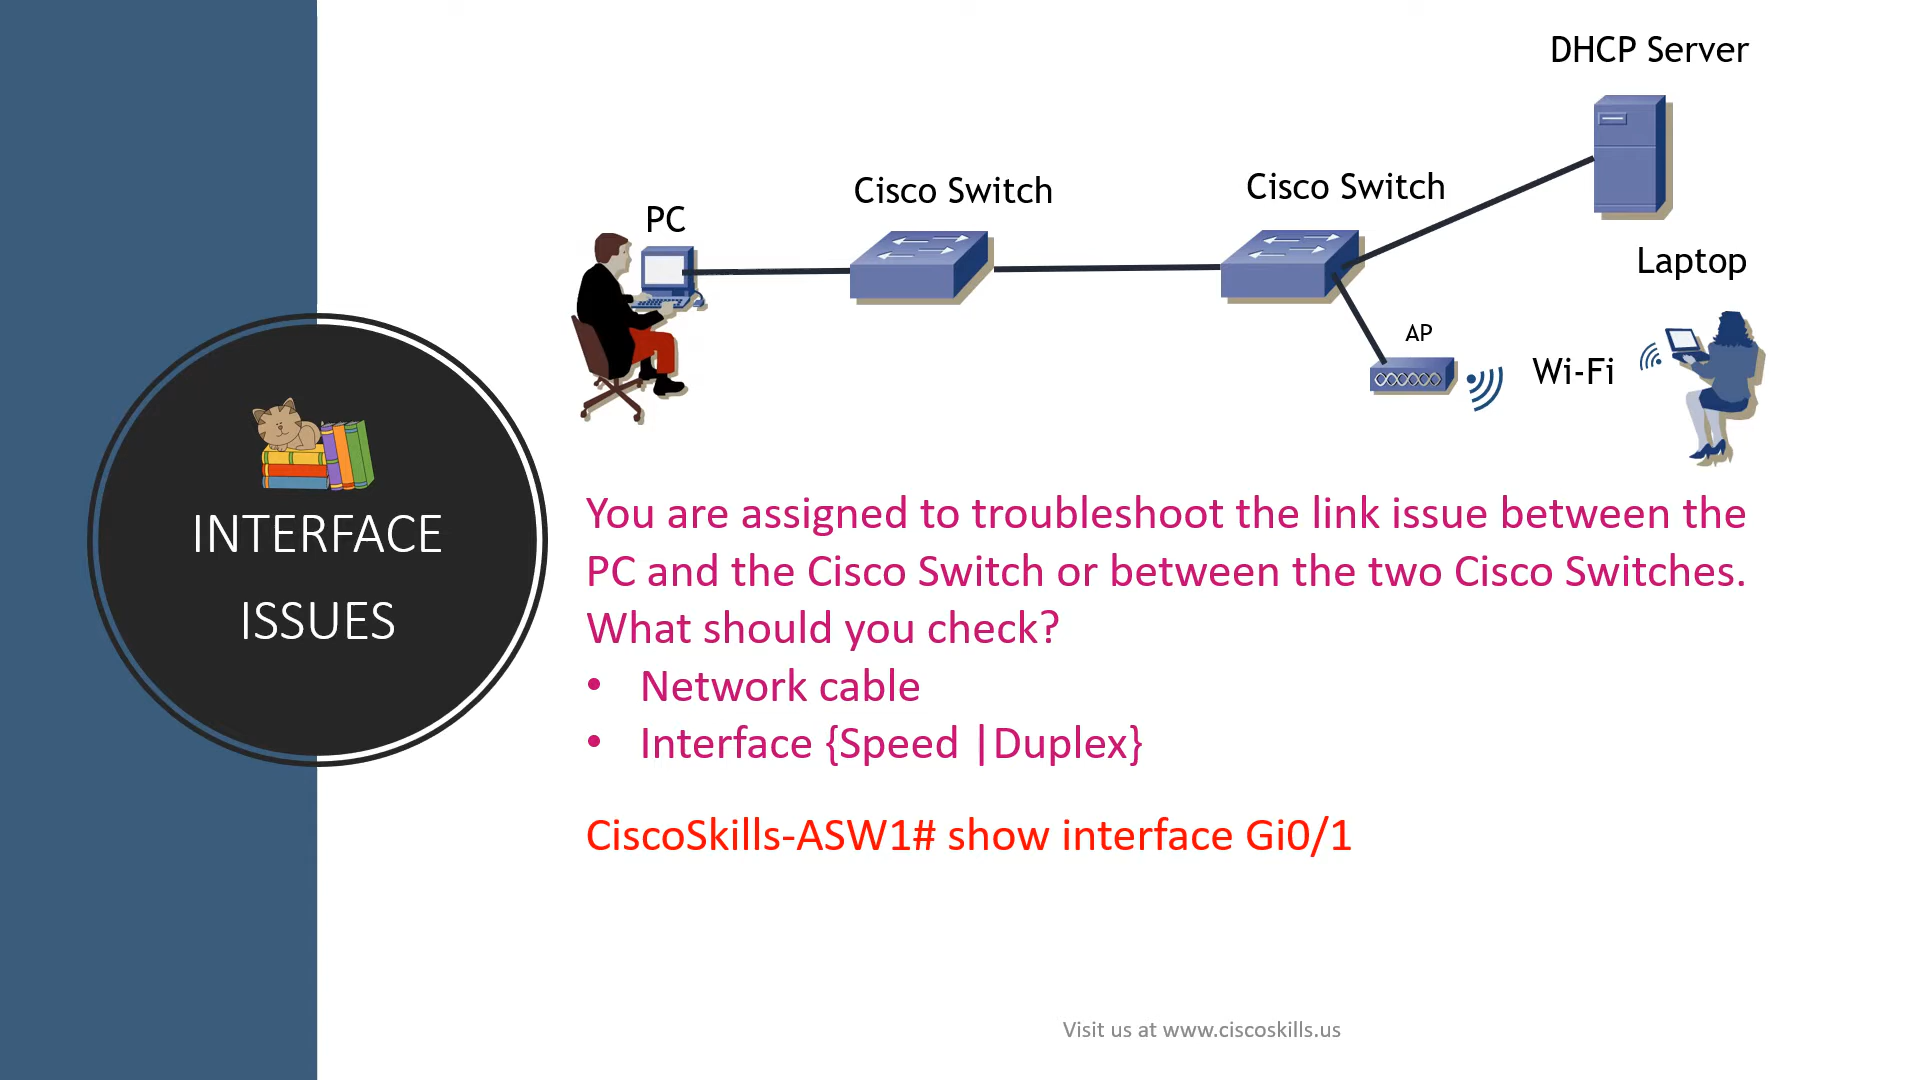 DHCP Server
Cisco Switch
Cisco Switch
PC
Laptop
AP
Wi-Fi
INTERFACE
ISSUES
You are assigned to troubleshoot the link issue between the
PC and the Cisco Switch or between the two Cisco Switches.
What should you check?
• Network cable
• Interface {Speed |Duplex}
CiscoSkills-ASW1# show interface Gi0/1
Visit us at www.ciscoskills.us